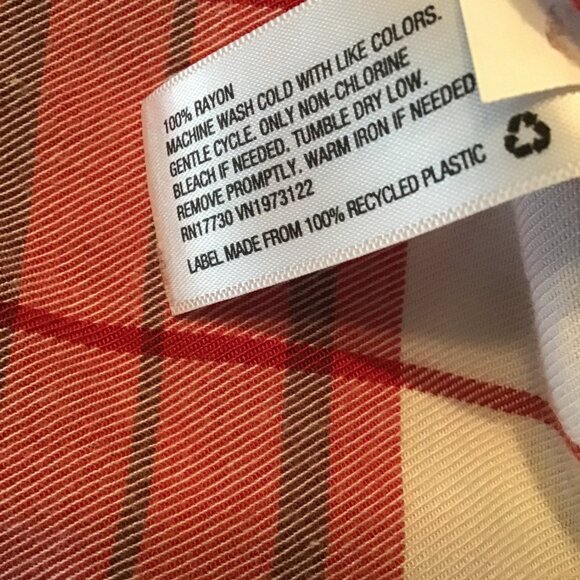 100% RAYON
MACHINE WASH COLD WITH LIKE COLORS.
GENTLE CYCLE. ONLY NON-CHLORINE
BLEACH IF NEEDED. TUMBLE DRY LOW.
REMOVE PROMPTLY. WARM IRON IF NEEDED
RN17730 VN1973122
LABEL MADE FROM 100% RECYCLED PLASTIC